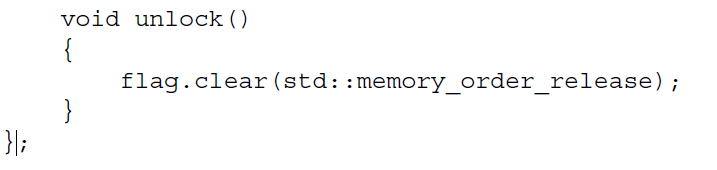 void unlock()
{
flag.clear(std::memory_order_release);
}
};